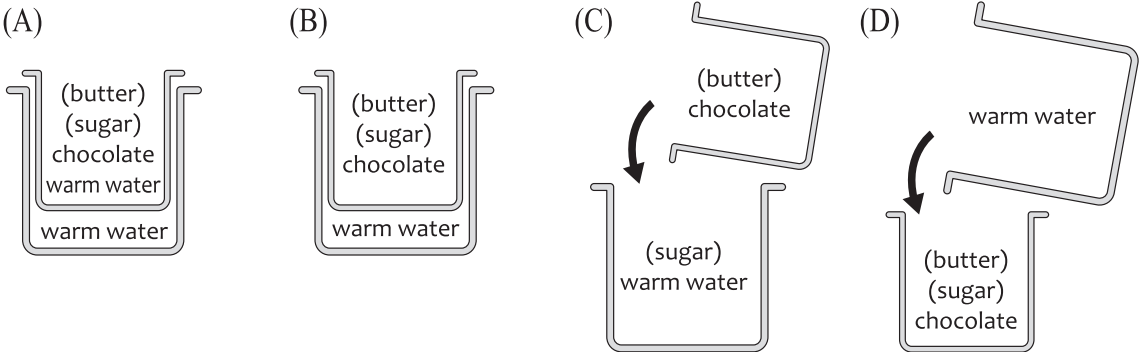 (A)
(butter)
(sugar)
chocolate
warm water
warm water
(B)
(butter)
(sugar)
chocolate
warm water
(C)
(butter)
chocolate
(sugar)
warm water
(D)
warm water
(butter)
(sugar)
chocolate